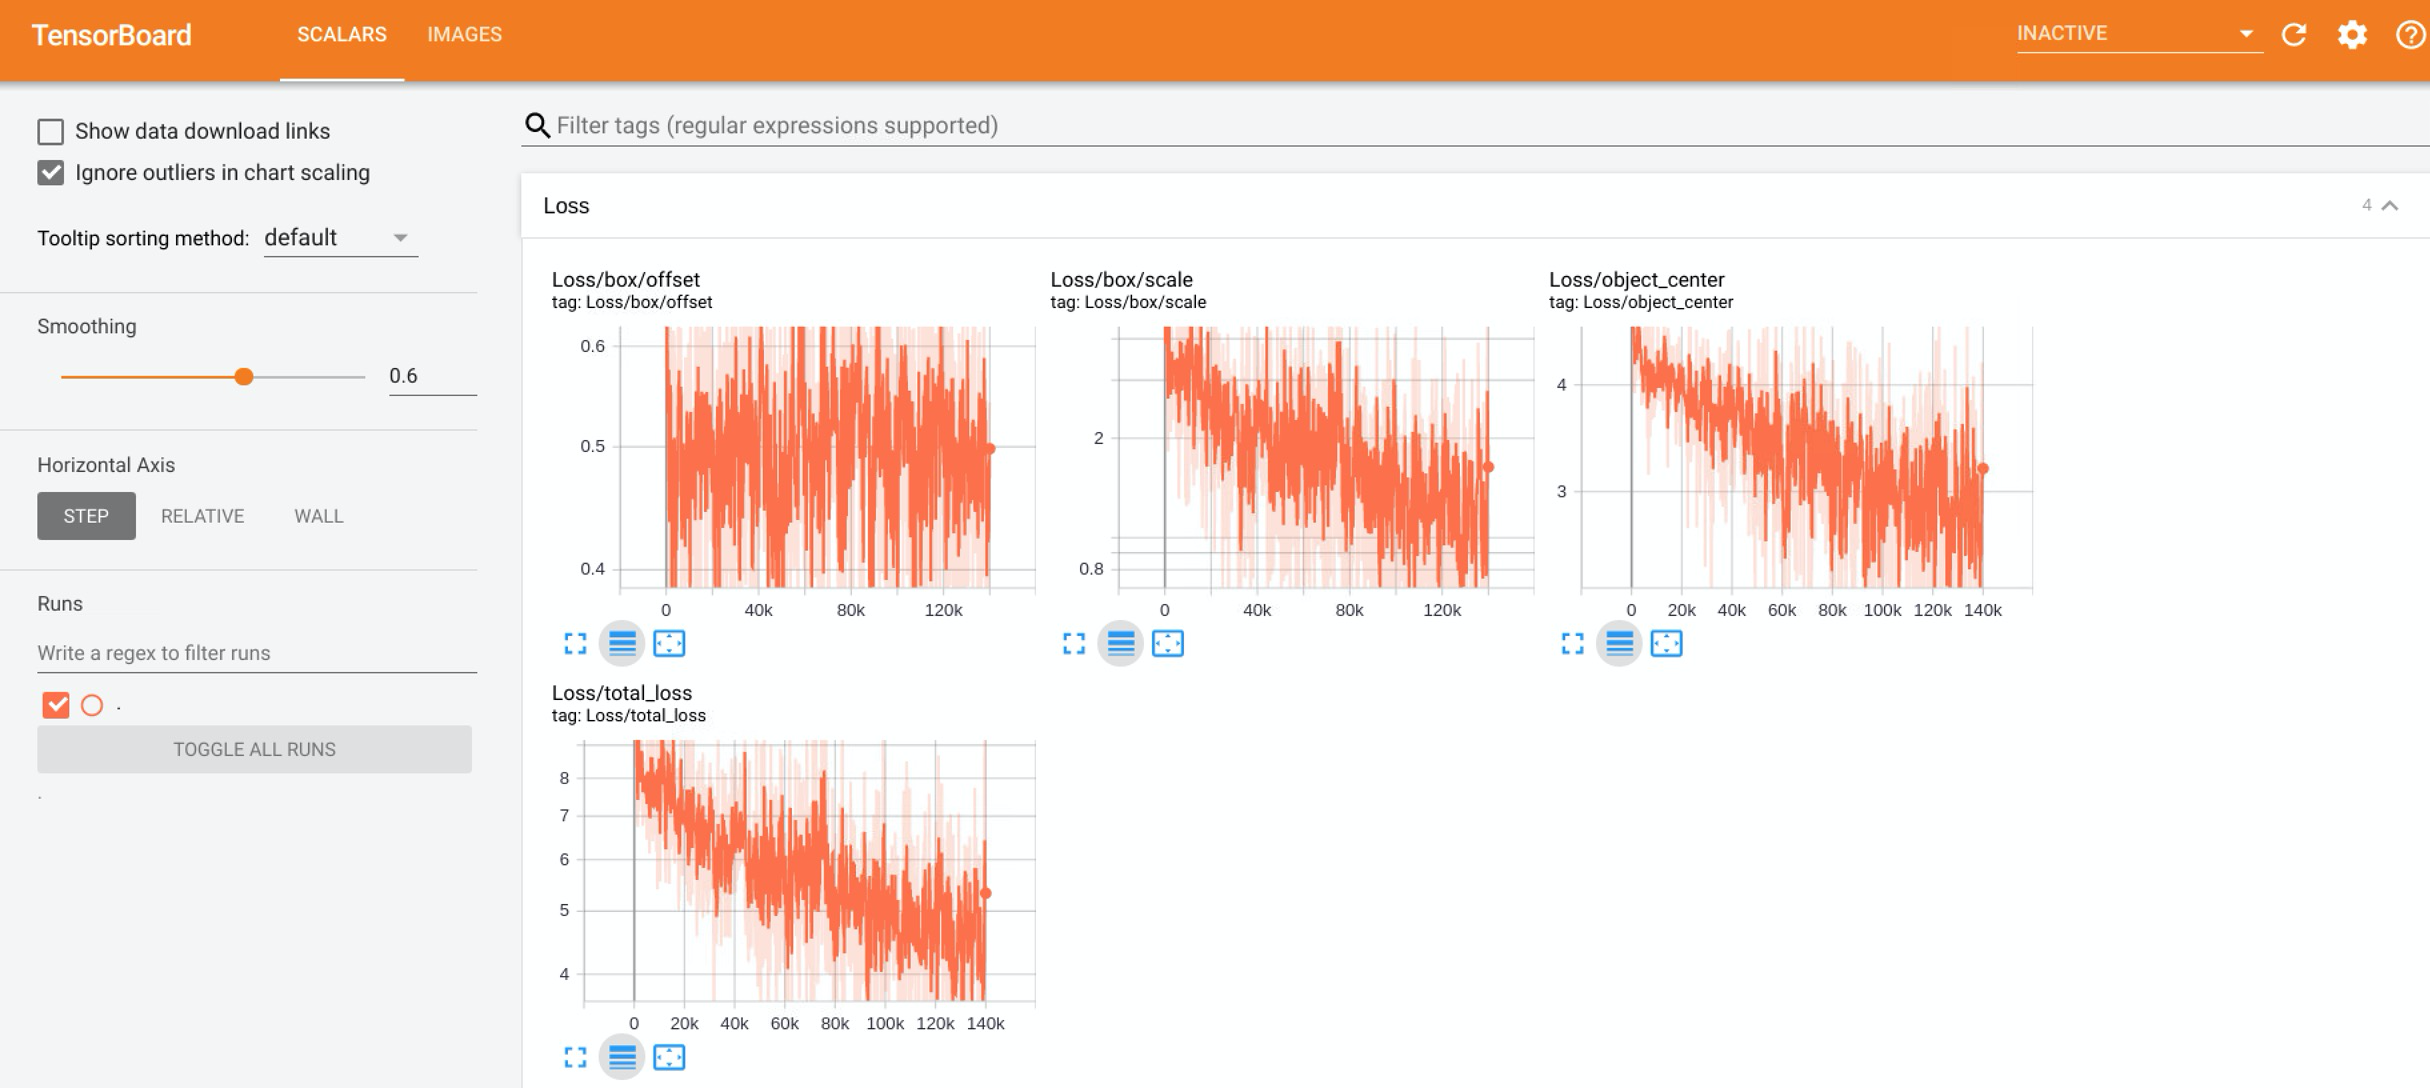 TensorBoard SCALARS IMAGES INACTIVE
Show data download links
Ignore outliers in chart scaling
Tooltip sorting method: default
Smoothing
0.6
Horizontal Axis
STEP RELATIVE WALL
Runs
Write a regex to filter runs
.
TOGGLE ALL RUNS
.
Filter tags (regular expressions supported)
Loss 4
Loss/box/offset
tag: Loss/box/offset
0.6
0.5
0.4
0 40k 80k 120k
Loss/box/scale
tag: Loss/box/scale
2
0.8
0 40k 80k 120k
Loss/object_center
tag: Loss/object_center
4
3
0 20k 40k 60k 80k 100k 120k 140k
Loss/total_loss
tag: Loss/total_loss
8
7
6
5
4
0 20k 40k 60k 80k 100k 120k 140k